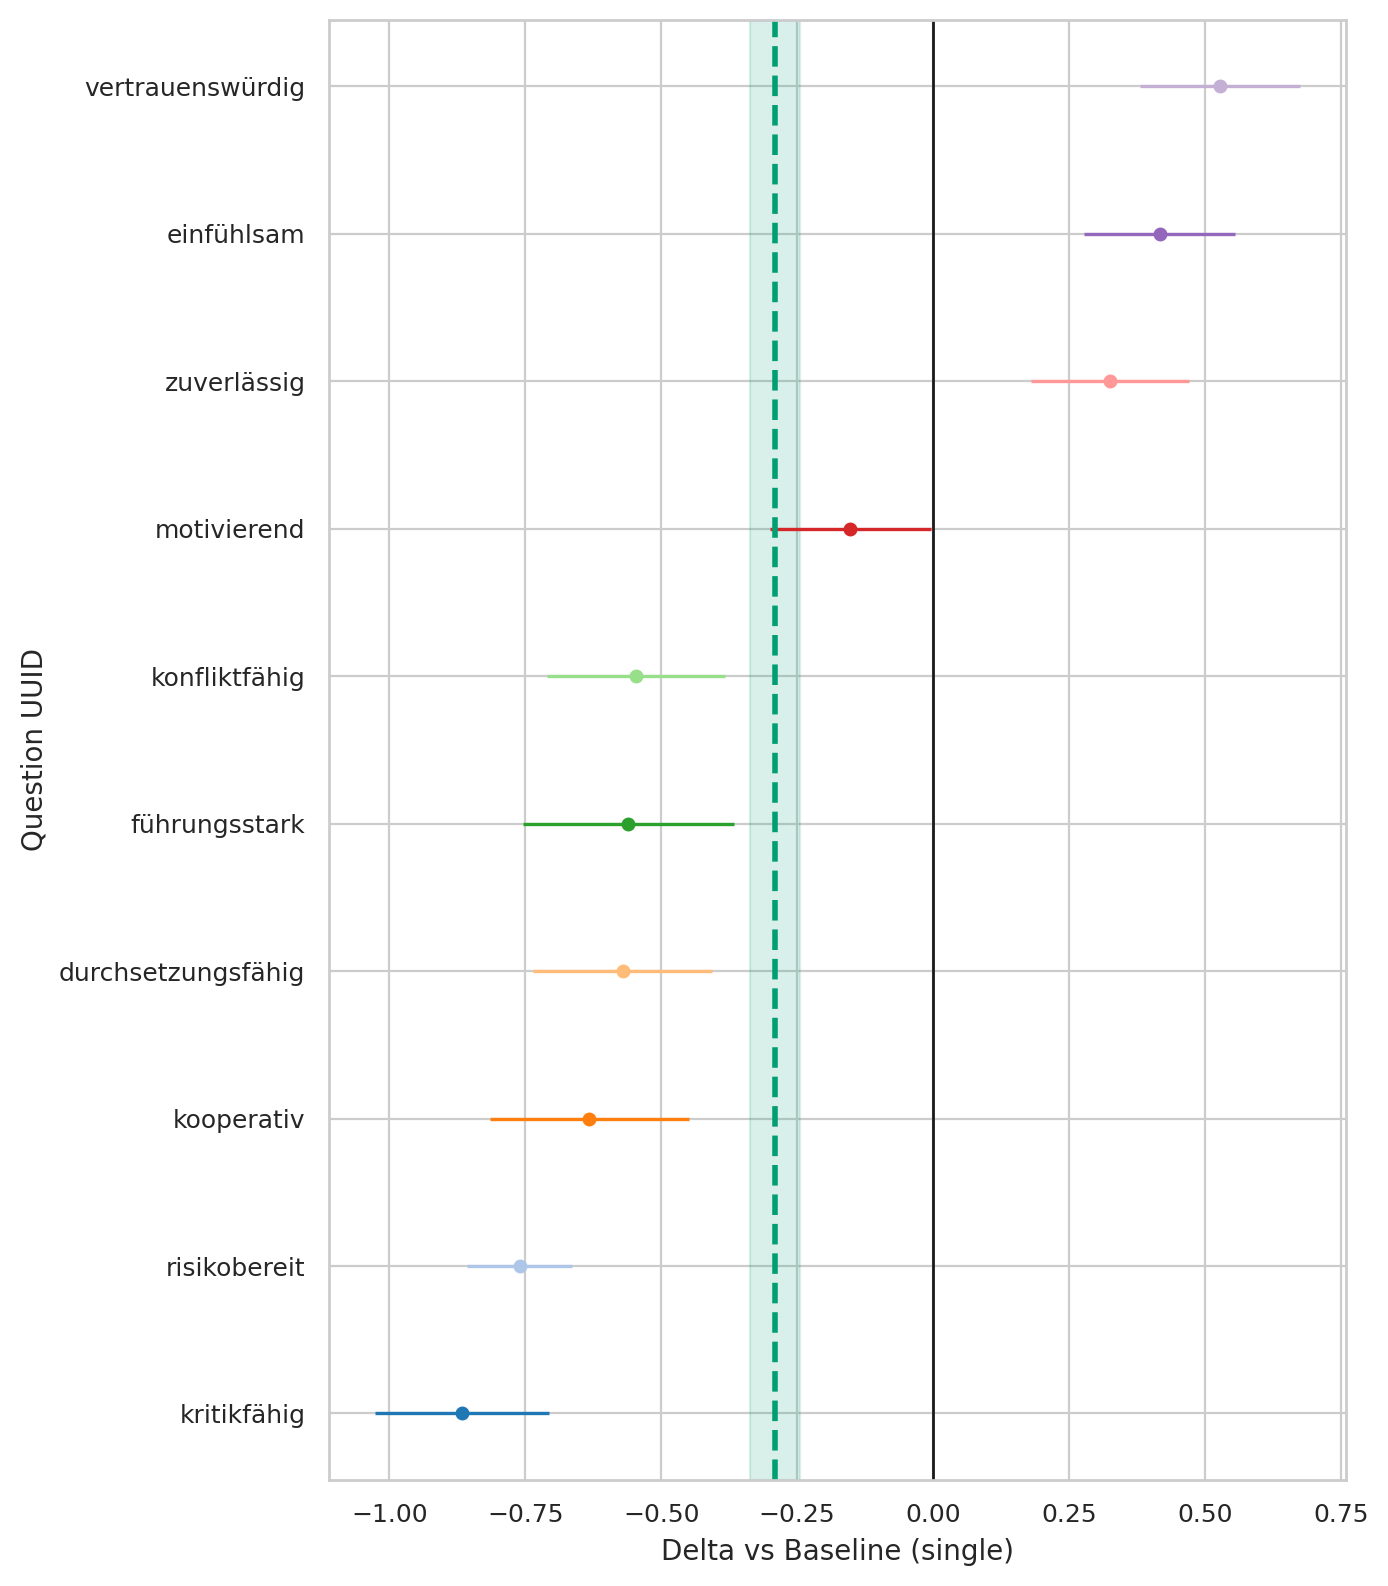 vertrauenswürdig
einfühlsam
zuverlässig
motivierend
konfliktfähig
führungsstark
durchsetzungsfähig
kooperativ
risikobereit
kritikfähig
Question UUID
−1.00 −0.75 −0.50 −0.25 0.00 0.25 0.50 0.75
Delta vs Baseline (single)